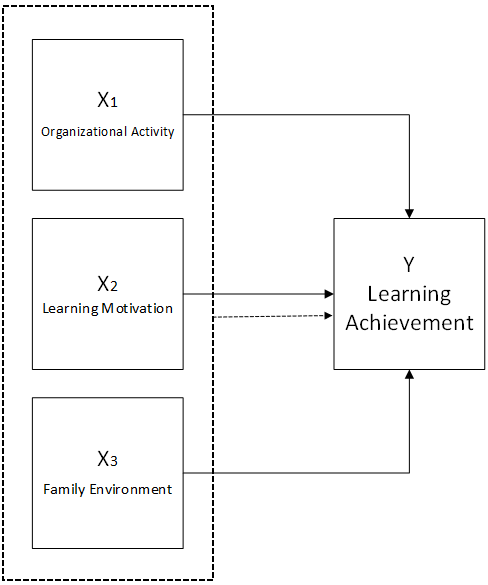 X1
Organizational Activity
X2
Learning Motivation
X3
Family Environment
Y
Learning
Achievement